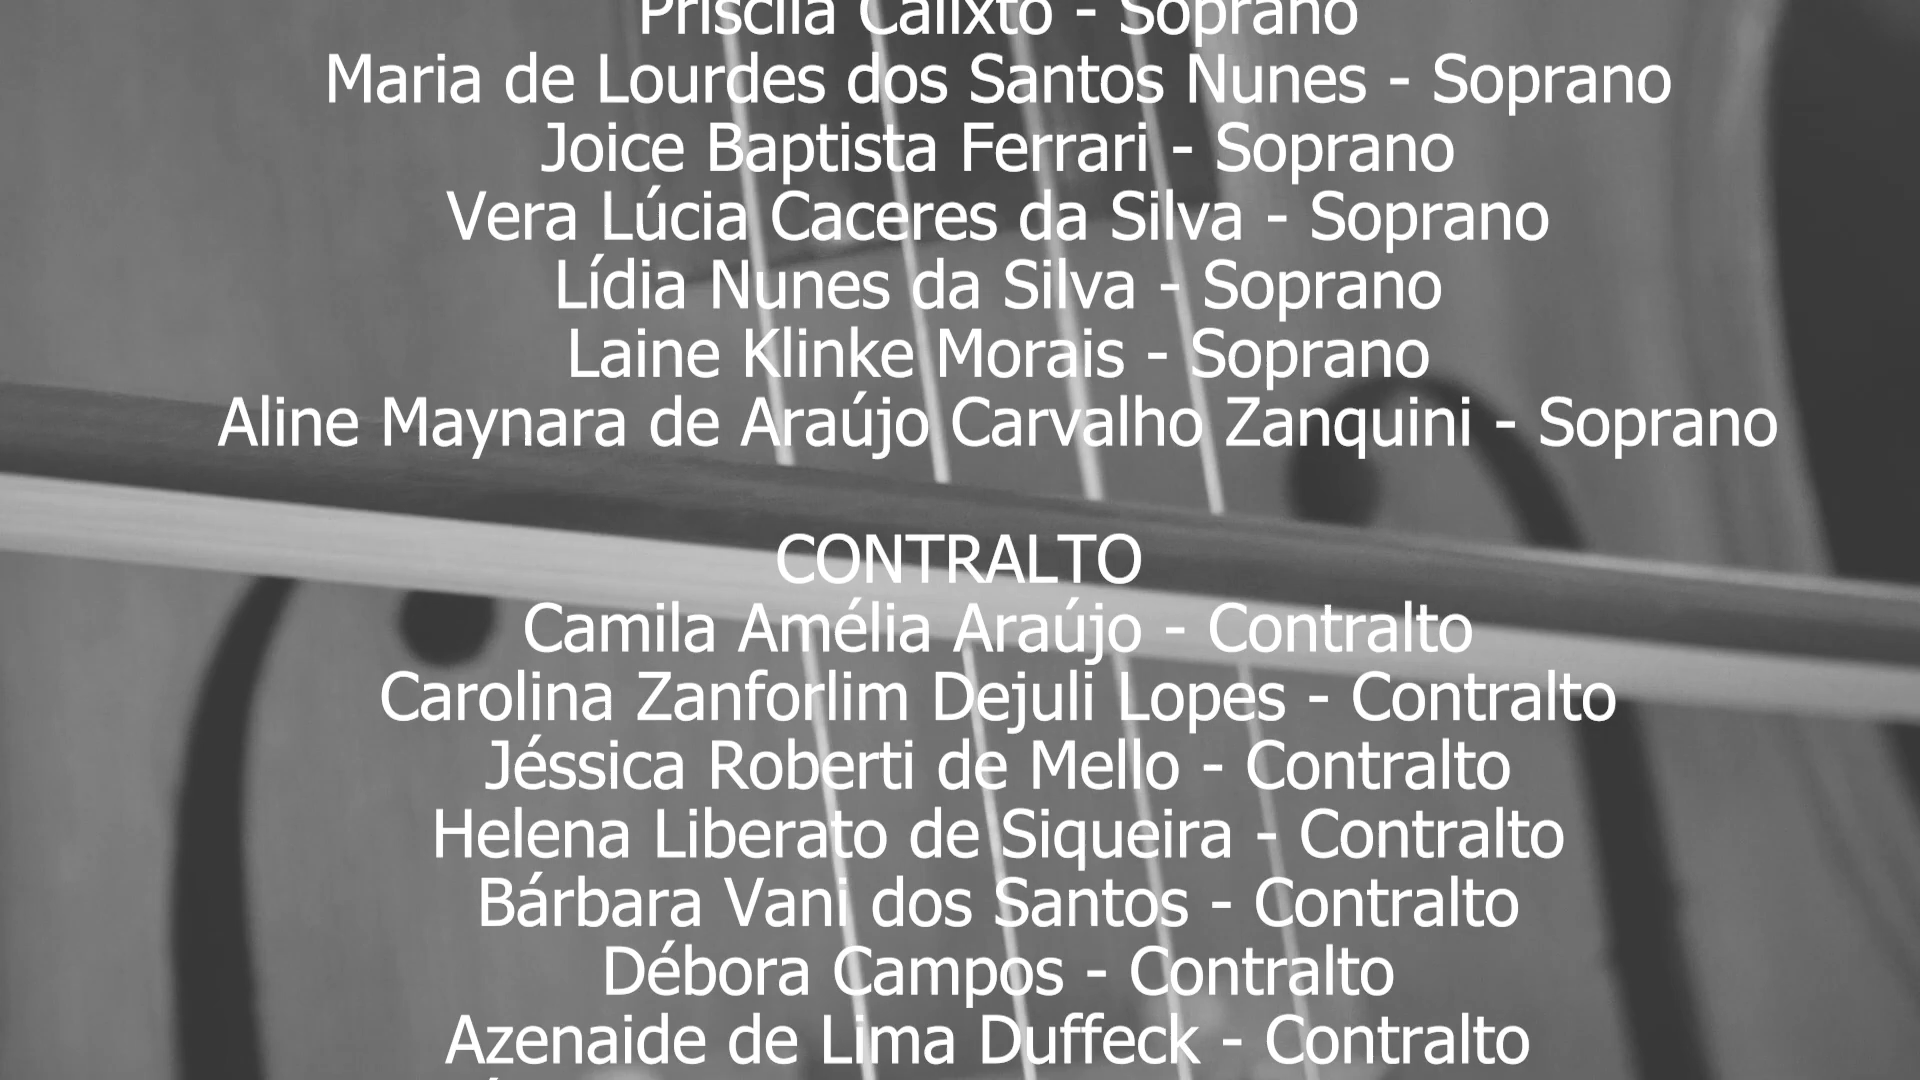 Priscila Calixto - Soprano
Maria de Lourdes dos Santos Nunes - Soprano
Joice Baptista Ferrari - Soprano
Vera Lúcia Caceres da Silva - Soprano
Lídia Nunes da Silva - Soprano
Laine Klinke Morais - Soprano
Aline Maynara de Araújo Carvalho Zanquini - Soprano
CONTRALTO
Camila Amélia Araújo - Contralto
Carolina Zanforlim Dejuli Lopes - Contralto
Jéssica Roberti de Mello - Contralto
Helena Liberato de Siqueira - Contralto
Bárbara Vani dos Santos - Contralto
Débora Campos - Contralto
Azenaide de Lima Duffeck - Contralto